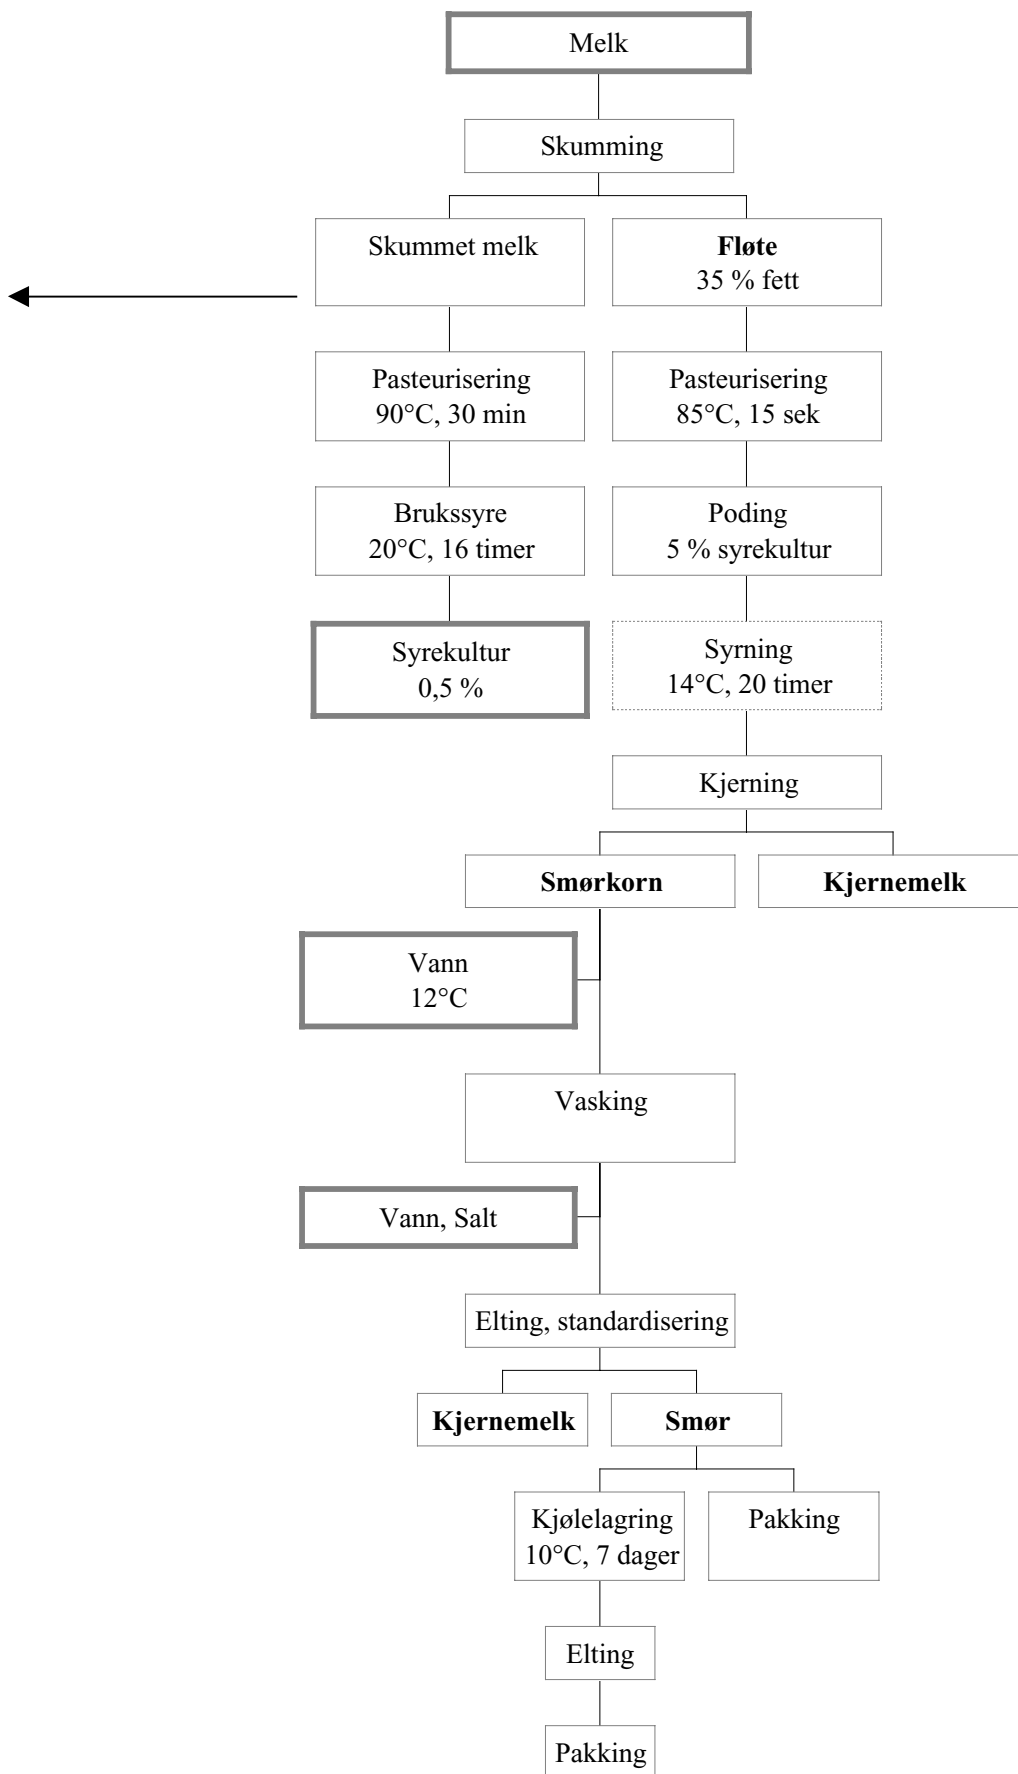 Melk
Skumming
Skummet melk
Fløte
35 % fett
Pasteurisering
90°C, 30 min
Pasteurisering
85°C, 15 sek
Brukssyre
20°C, 16 timer
Poding
5 % syrekultur
Syrekultur
0,5 %
Syrning
14°C, 20 timer
Kjerning
Smørkorn
Kjernemelk
Vann
12°C
Vasking
Vann, Salt
Elting, standardisering
Kjernemelk
Smør
Kjølelagring
10°C, 7 dager
Pakking
Elting
Pakking